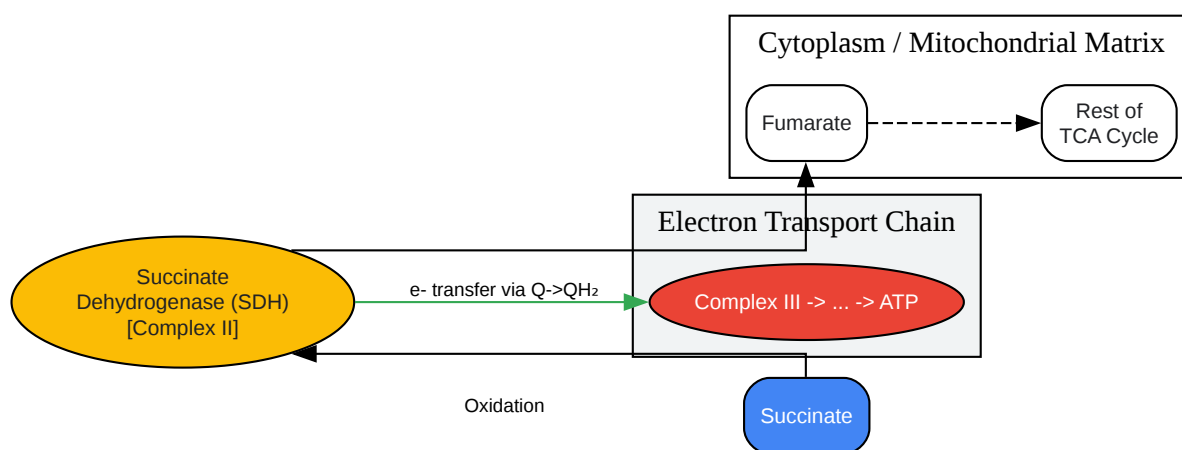 Cytoplasm / Mitochondrial Matrix
Fumarate
Rest of
TCA Cycle
Electron Transport Chain
Succinate
Dehydrogenase (SDH)
[Complex II]
e- transfer via Q->QH₂
Complex III -> ... -> ATP
Oxidation
Succinate